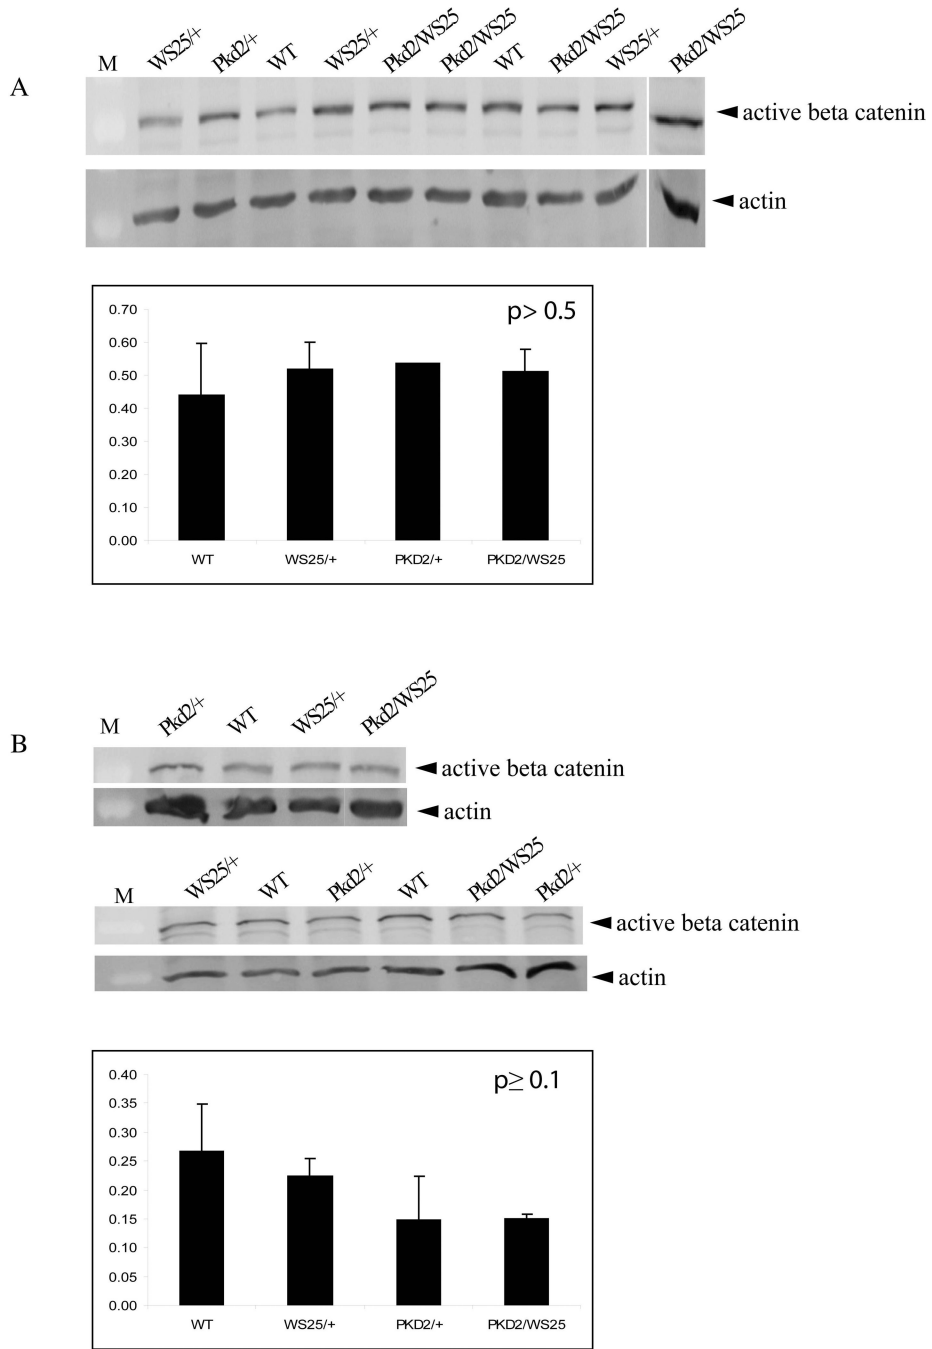 A
M WS25/+ Pkd2/+ WT WS25/+ Pkd2/WS25 Pkd2/WS25 WT Pkd2/WS25 WS25/+ Pkd2/WS25
active beta catenin
actin
p> 0.5
0.70
0.60
0.50
0.40
0.30
0.20
0.10
0.00
WT WS25/+ PKD2/+ PKD2/WS25
B
M Pkd2/+ WT WS25/+ Pkd2/WS25
active beta catenin
actin
M WS25/+ WT Pkd2/+ WT Pkd2/WS25 Pkd2/+
active beta catenin
actin
p≥ 0.1
0.40
0.35
0.30
0.25
0.20
0.15
0.10
0.05
0.00
WT WS25/+ PKD2/+ PKD2/WS25